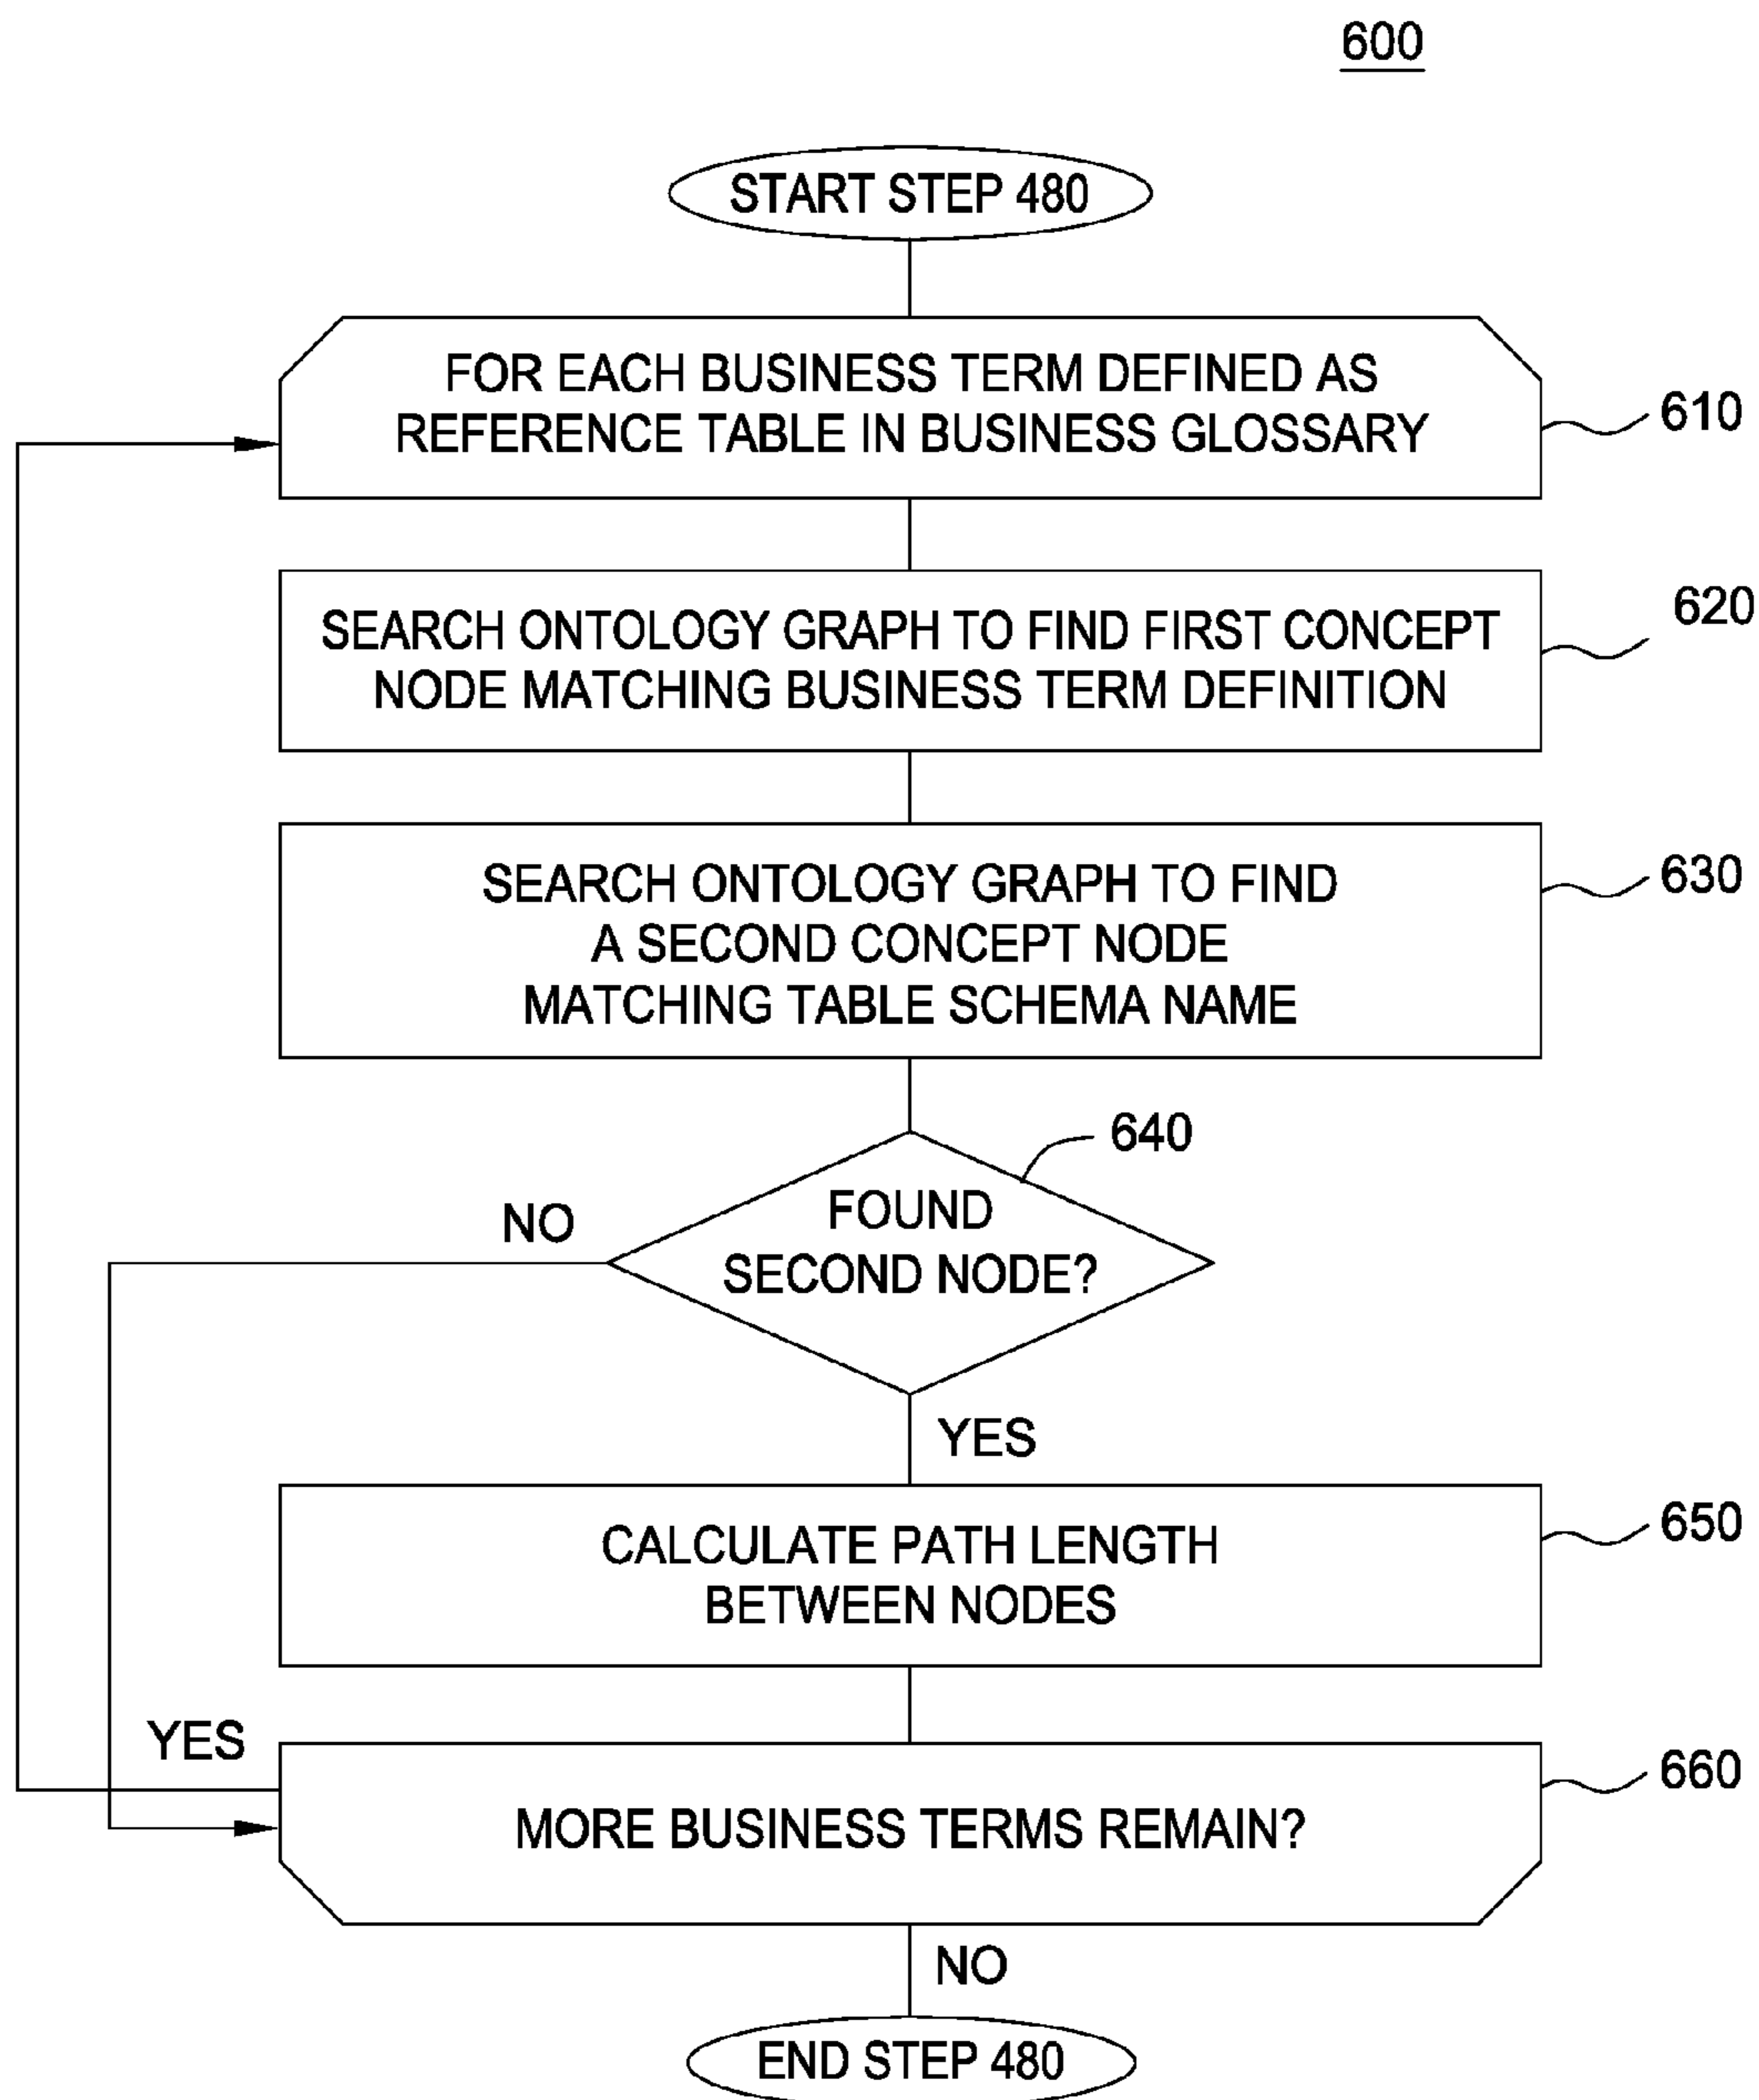 600
START STEP 480
FOR EACH BUSINESS TERM DEFINED AS
REFERENCE TABLE IN BUSINESS GLOSSARY
610
SEARCH ONTOLOGY GRAPH TO FIND FIRST CONCEPT
NODE MATCHING BUSINESS TERM DEFINITION
620
SEARCH ONTOLOGY GRAPH TO FIND
A SECOND CONCEPT NODE
MATCHING TABLE SCHEMA NAME
630
640
FOUND
SECOND NODE?
NO
YES
CALCULATE PATH LENGTH
BETWEEN NODES
650
YES
MORE BUSINESS TERMS REMAIN?
660
NO
END STEP 480